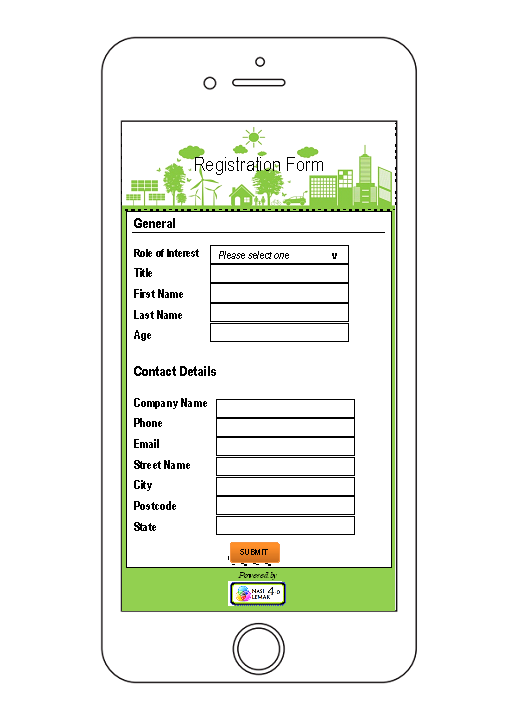 Registration Form
General
Role of Interest Please select one v
Title
First Name
Last Name
Age
Contact Details
Company Name
Phone
Email
Street Name
City
Postcode
State
SUBMIT
Powered by
NASI 4.0
LEMAK